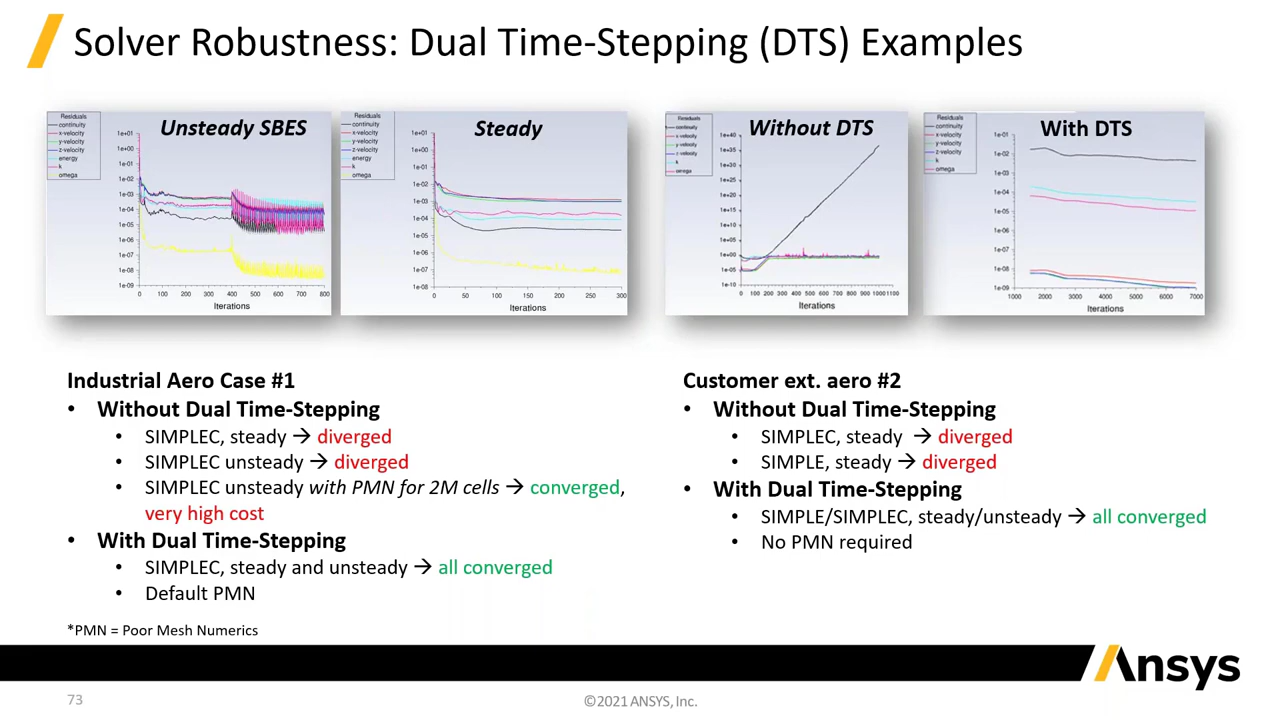 Solver Robustness: Dual Time-Stepping (DTS) Examples
Residuals
continuity
x-velocity
y-velocity
z-velocity
energy
k
omega
Unsteady SBES
1e+01
1e+00
1e-01
1e-02
1e-03
1e-04
1e-05
1e-06
1e-07
1e-08
1e-09
0 100 200 300 400 500 600 700 800
Iterations
Residuals
continuity
x-velocity
y-velocity
z-velocity
energy
k
omega
Steady
1e+01
1e+00
1e-01
1e-02
1e-03
1e-04
1e-05
1e-06
1e-07
1e-08
0 50 100 150 200 250 300
Iterations
Residuals
continuity
x-velocity
y-velocity
z-velocity
k
omega
Without DTS
1e+40
1e+35
1e+30
1e+25
1e+20
1e+15
1e+10
1e+05
1e+00
1e-05
1e-10
0 100 200 300 400 500 600 700 800 900 1000 1100
Iterations
Residuals
continuity
x-velocity
y-velocity
z-velocity
k
omega
With DTS
1e-01
1e-02
1e-03
1e-04
1e-05
1e-06
1e-07
1e-08
1e-09
1000 2000 3000 4000 5000 6000 7000
Iterations
Industrial Aero Case #1
• Without Dual Time-Stepping
• SIMPLEC, steady → diverged
• SIMPLEC unsteady → diverged
• SIMPLEC unsteady with PMN for 2M cells → converged,
very high cost
• With Dual Time-Stepping
• SIMPLEC, steady and unsteady → all converged
• Default PMN
*PMN = Poor Mesh Numerics
Customer ext. aero #2
• Without Dual Time-Stepping
• SIMPLEC, steady → diverged
• SIMPLE, steady → diverged
• With Dual Time-Stepping
• SIMPLE/SIMPLEC, steady/unsteady → all converged
• No PMN required
Ansys
73
©2021 ANSYS, Inc.